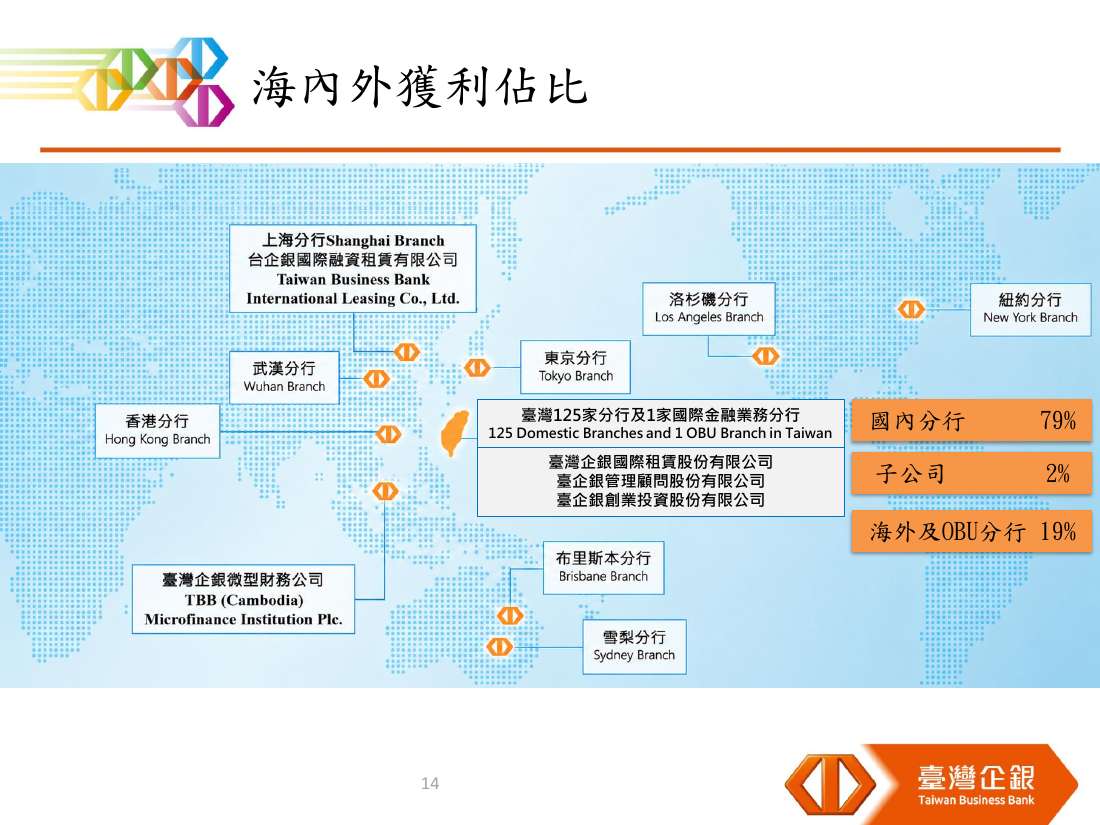 海內外獲利佔比
上海分行Shanghai Branch
台企銀國際融資租賃有限公司
Taiwan Business Bank
International Leasing Co., Ltd.
洛杉磯分行
Los Angeles Branch
紐約分行
New York Branch
武漢分行
Wuhan Branch
東京分行
Tokyo Branch
香港分行
Hong Kong Branch
臺灣125家分行及1家國際金融業務分行
125 Domestic Branches and 1 OBU Branch in Taiwan
臺灣企銀國際租賃股份有限公司
臺企銀管理顧問股份有限公司
臺企銀創業投資股份有限公司
國內分行 79%
子公司 2%
海外及OBU分行 19%
布里斯本分行
Brisbane Branch
臺灣企銀微型財務公司
TBB (Cambodia)
Microfinance Institution Plc.
雪梨分行
Sydney Branch
14
臺灣企銀
Taiwan Business Bank